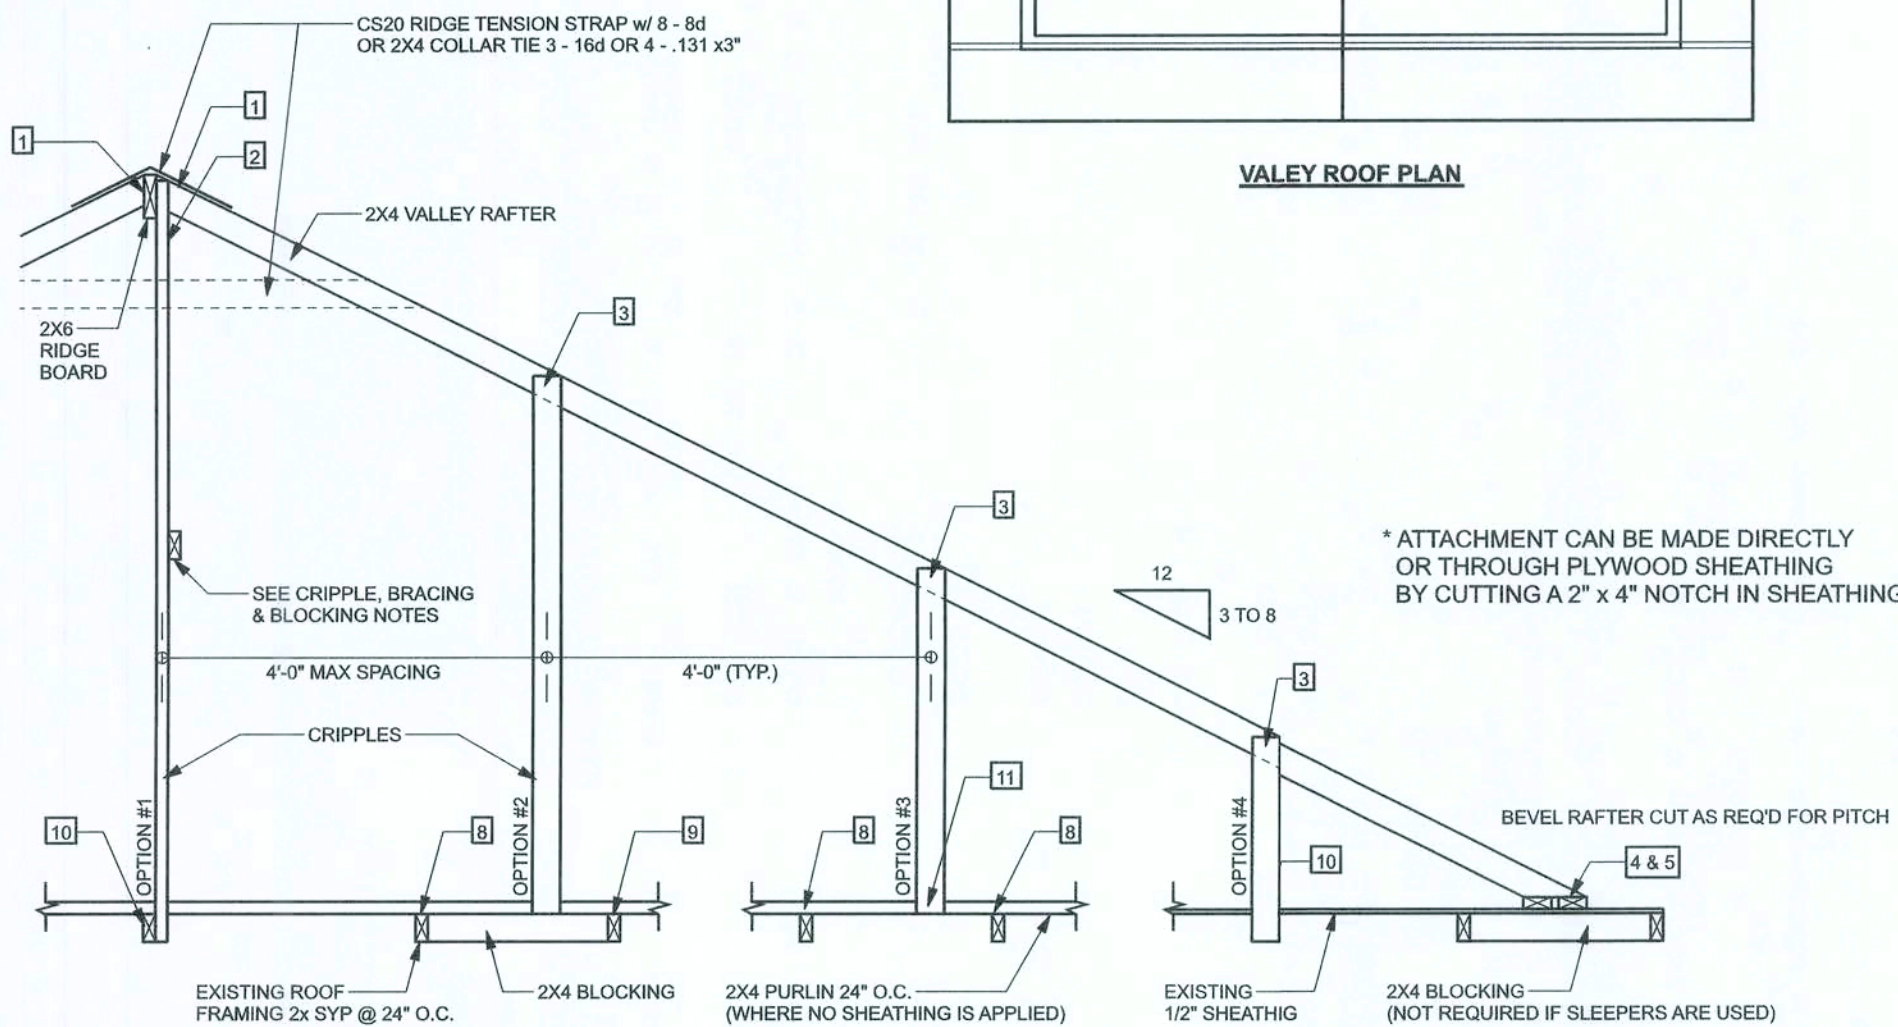 CS20 RIDGE TENSION STRAP w/ 8 - 8d
OR 2X4 COLLAR TIE 3 - 16d OR 4 - .131 x3"
1
1
2
2X4 VALLEY RAFTER
VALEY ROOF PLAN
2X6
RIDGE
BOARD
3
3
* ATTACHMENT CAN BE MADE DIRECTLY
OR THROUGH PLYWOOD SHEATHING
BY CUTTING A 2" x 4" NOTCH IN SHEATHING
12
3 TO 8
SEE CRIPPLE, BRACING
& BLOCKING NOTES
4'-0" MAX SPACING
4'-0" (TYP.)
3
CRIPPLES
11
OPTION #1
OPTION #2
OPTION #3
OPTION #4
BEVEL RAFTER CUT AS REQ'D FOR PITCH
10
8
9
8
8
10
4 & 5
EXISTING ROOF
FRAMING 2x SYP @ 24" O.C.
2X4 BLOCKING
2X4 PURLIN 24" O.C.
(WHERE NO SHEATHING IS APPLIED)
EXISTING
1/2" SHEATHIG
2X4 BLOCKING
(NOT REQUIRED IF SLEEPERS ARE USED)